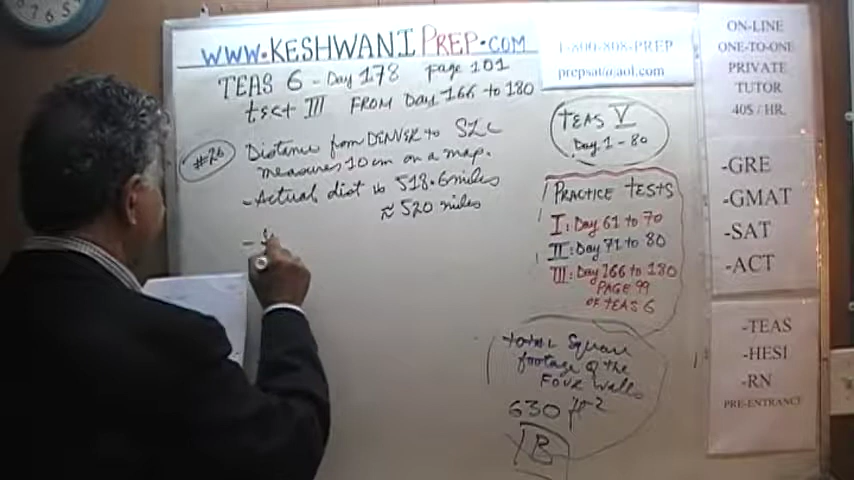 WWW.KESHWANIPREP.COM
TEAS 6 - Day 178 Page 101
test III FROM Day 166 to 180
#26 Distance from DENVER to SLC
measures 10 cm on a map.
- Actual dist is 518.6 miles
≈ 520 miles
-
1-800-808-PREP
prepsat@aol.com
TEAS V
Day 1 - 80
PRACTICE TESTS
I: Day 61 to 70
II: Day 71 to 80
III: Day 166 to 180
PAGE 99
OF TEAS 6
total Square
footage of the
FOUR Walls
630 ft²
B
ON-LINE
ONE-TO-ONE
PRIVATE
TUTOR
40$ / HR.
-GRE
-GMAT
-SAT
-ACT
-TEAS
-HESI
-RN
PRE-ENTRANCE